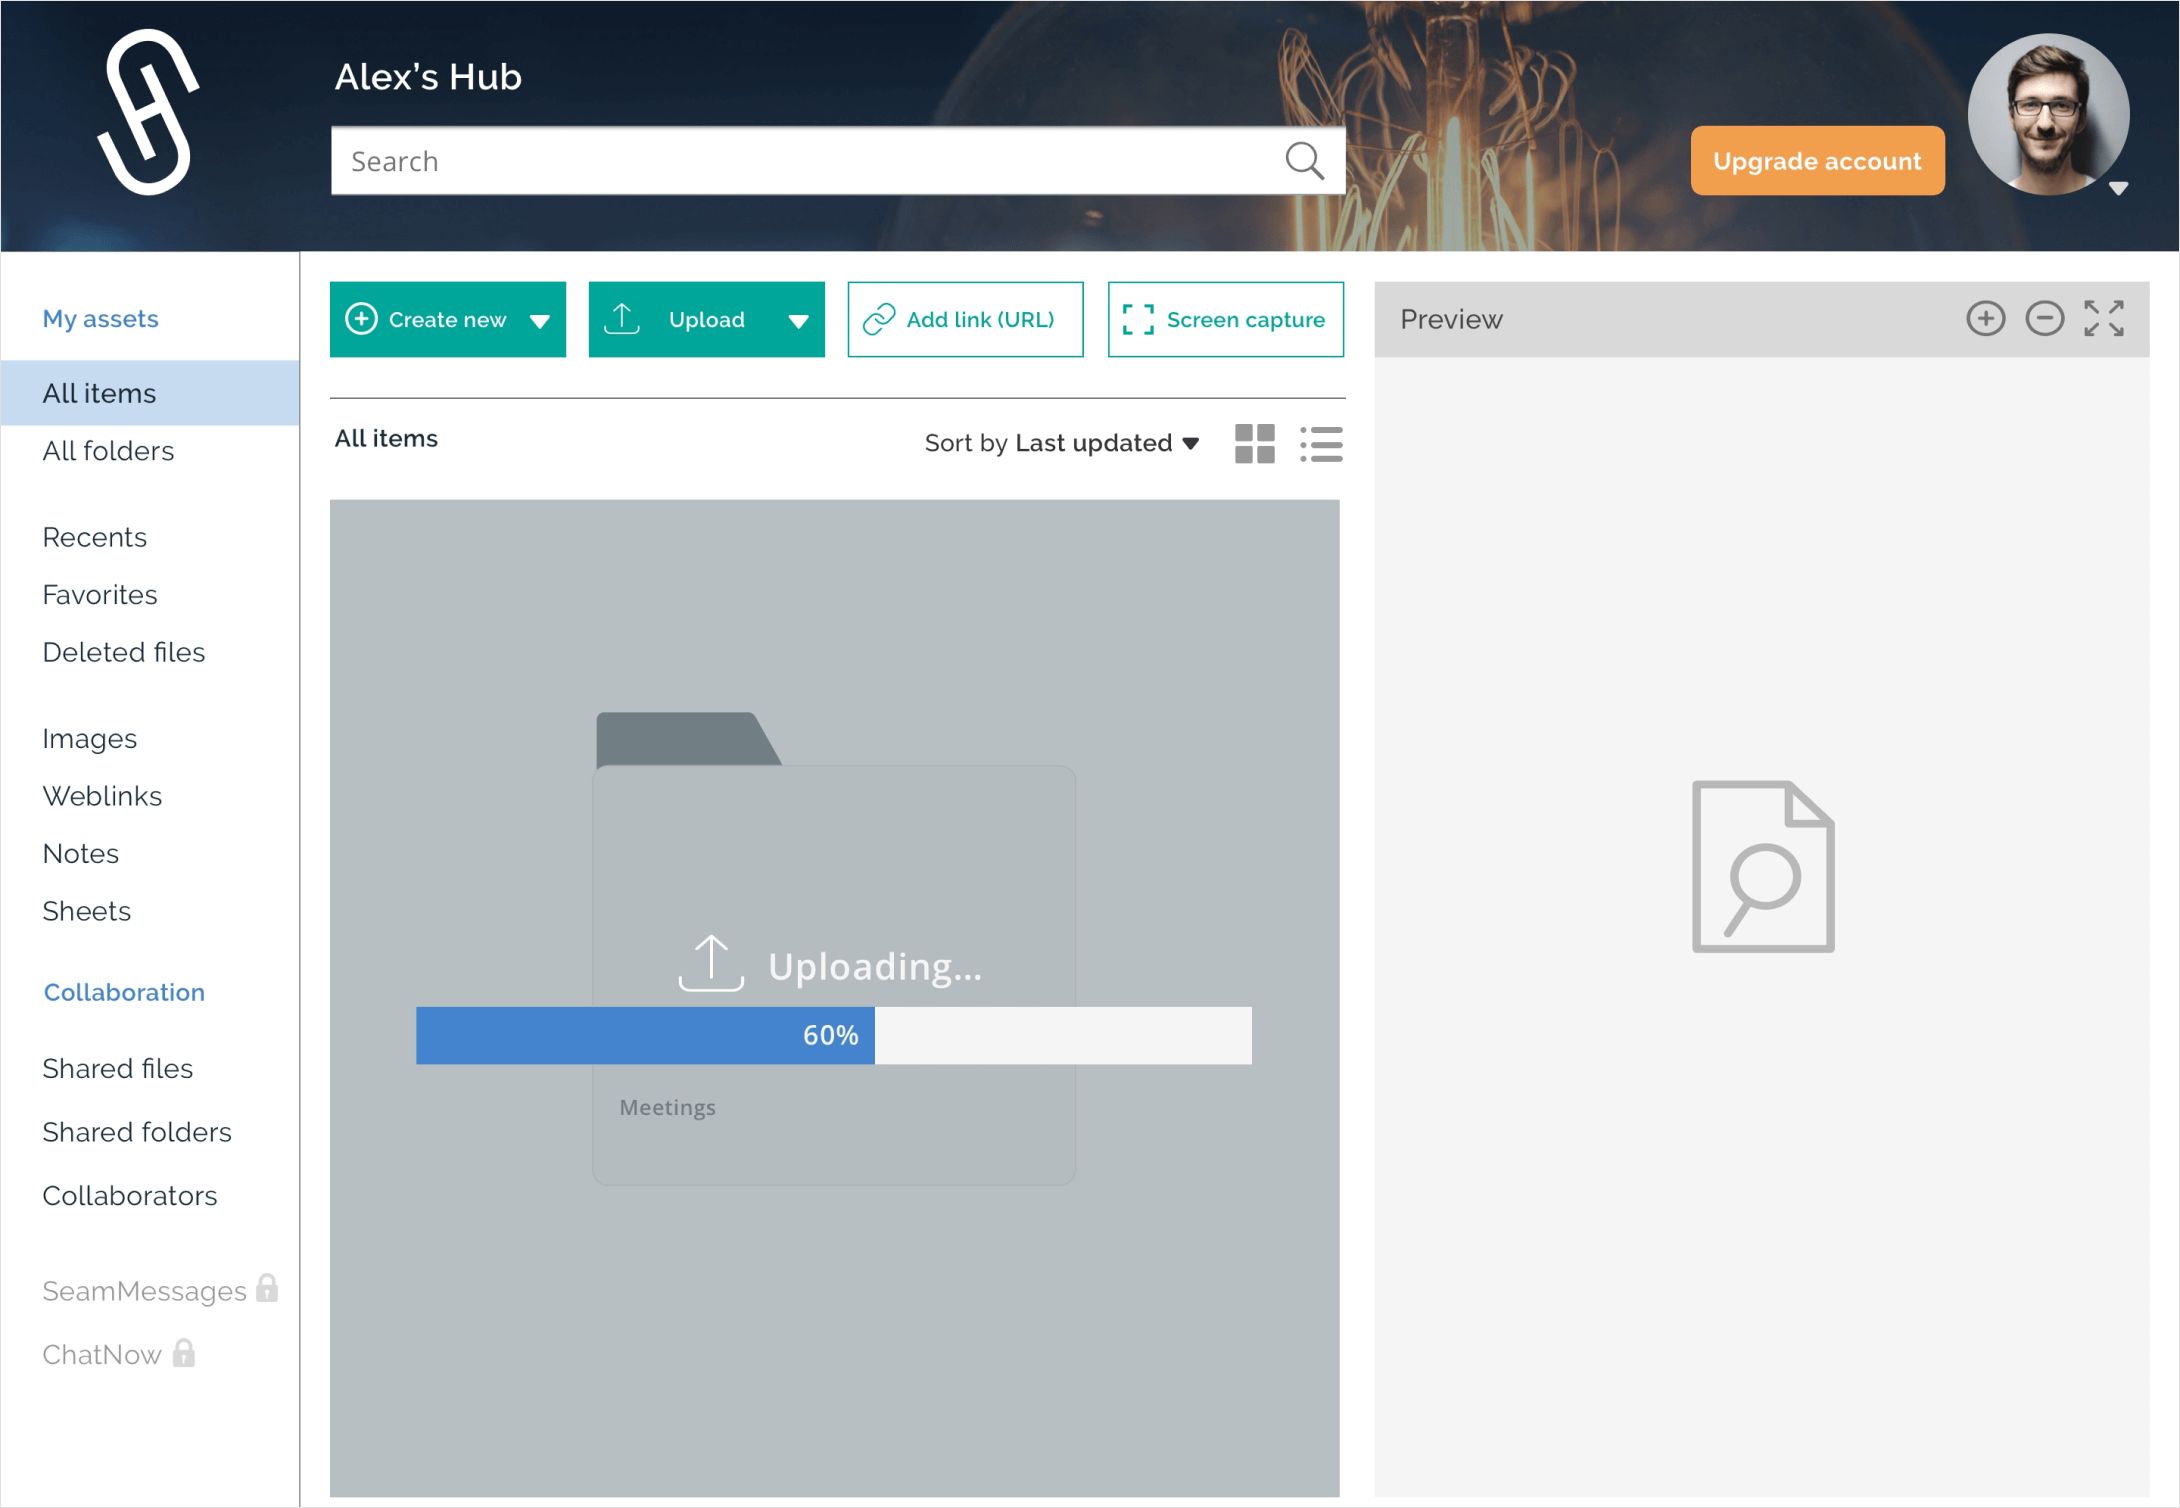 Alex’s Hub
Search
Upgrade account
My assets
All items
All folders
Recents
Favorites
Deleted files
Images
Weblinks
Notes
Sheets
Collaboration
Shared files
Shared folders
Collaborators
SeamMessages
ChatNow
Create new
Upload
Add link (URL)
Screen capture
All items
Sort by Last updated
Uploading...
60%
Meetings
Preview